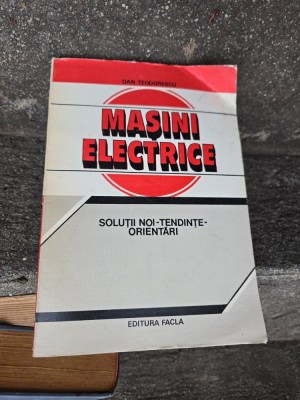 DAN TEODORESCU
MAȘINI
ELECTRICE
SOLUȚII NOI-TENDINȚE-
ORIENTĂRI
EDITURA FACLA